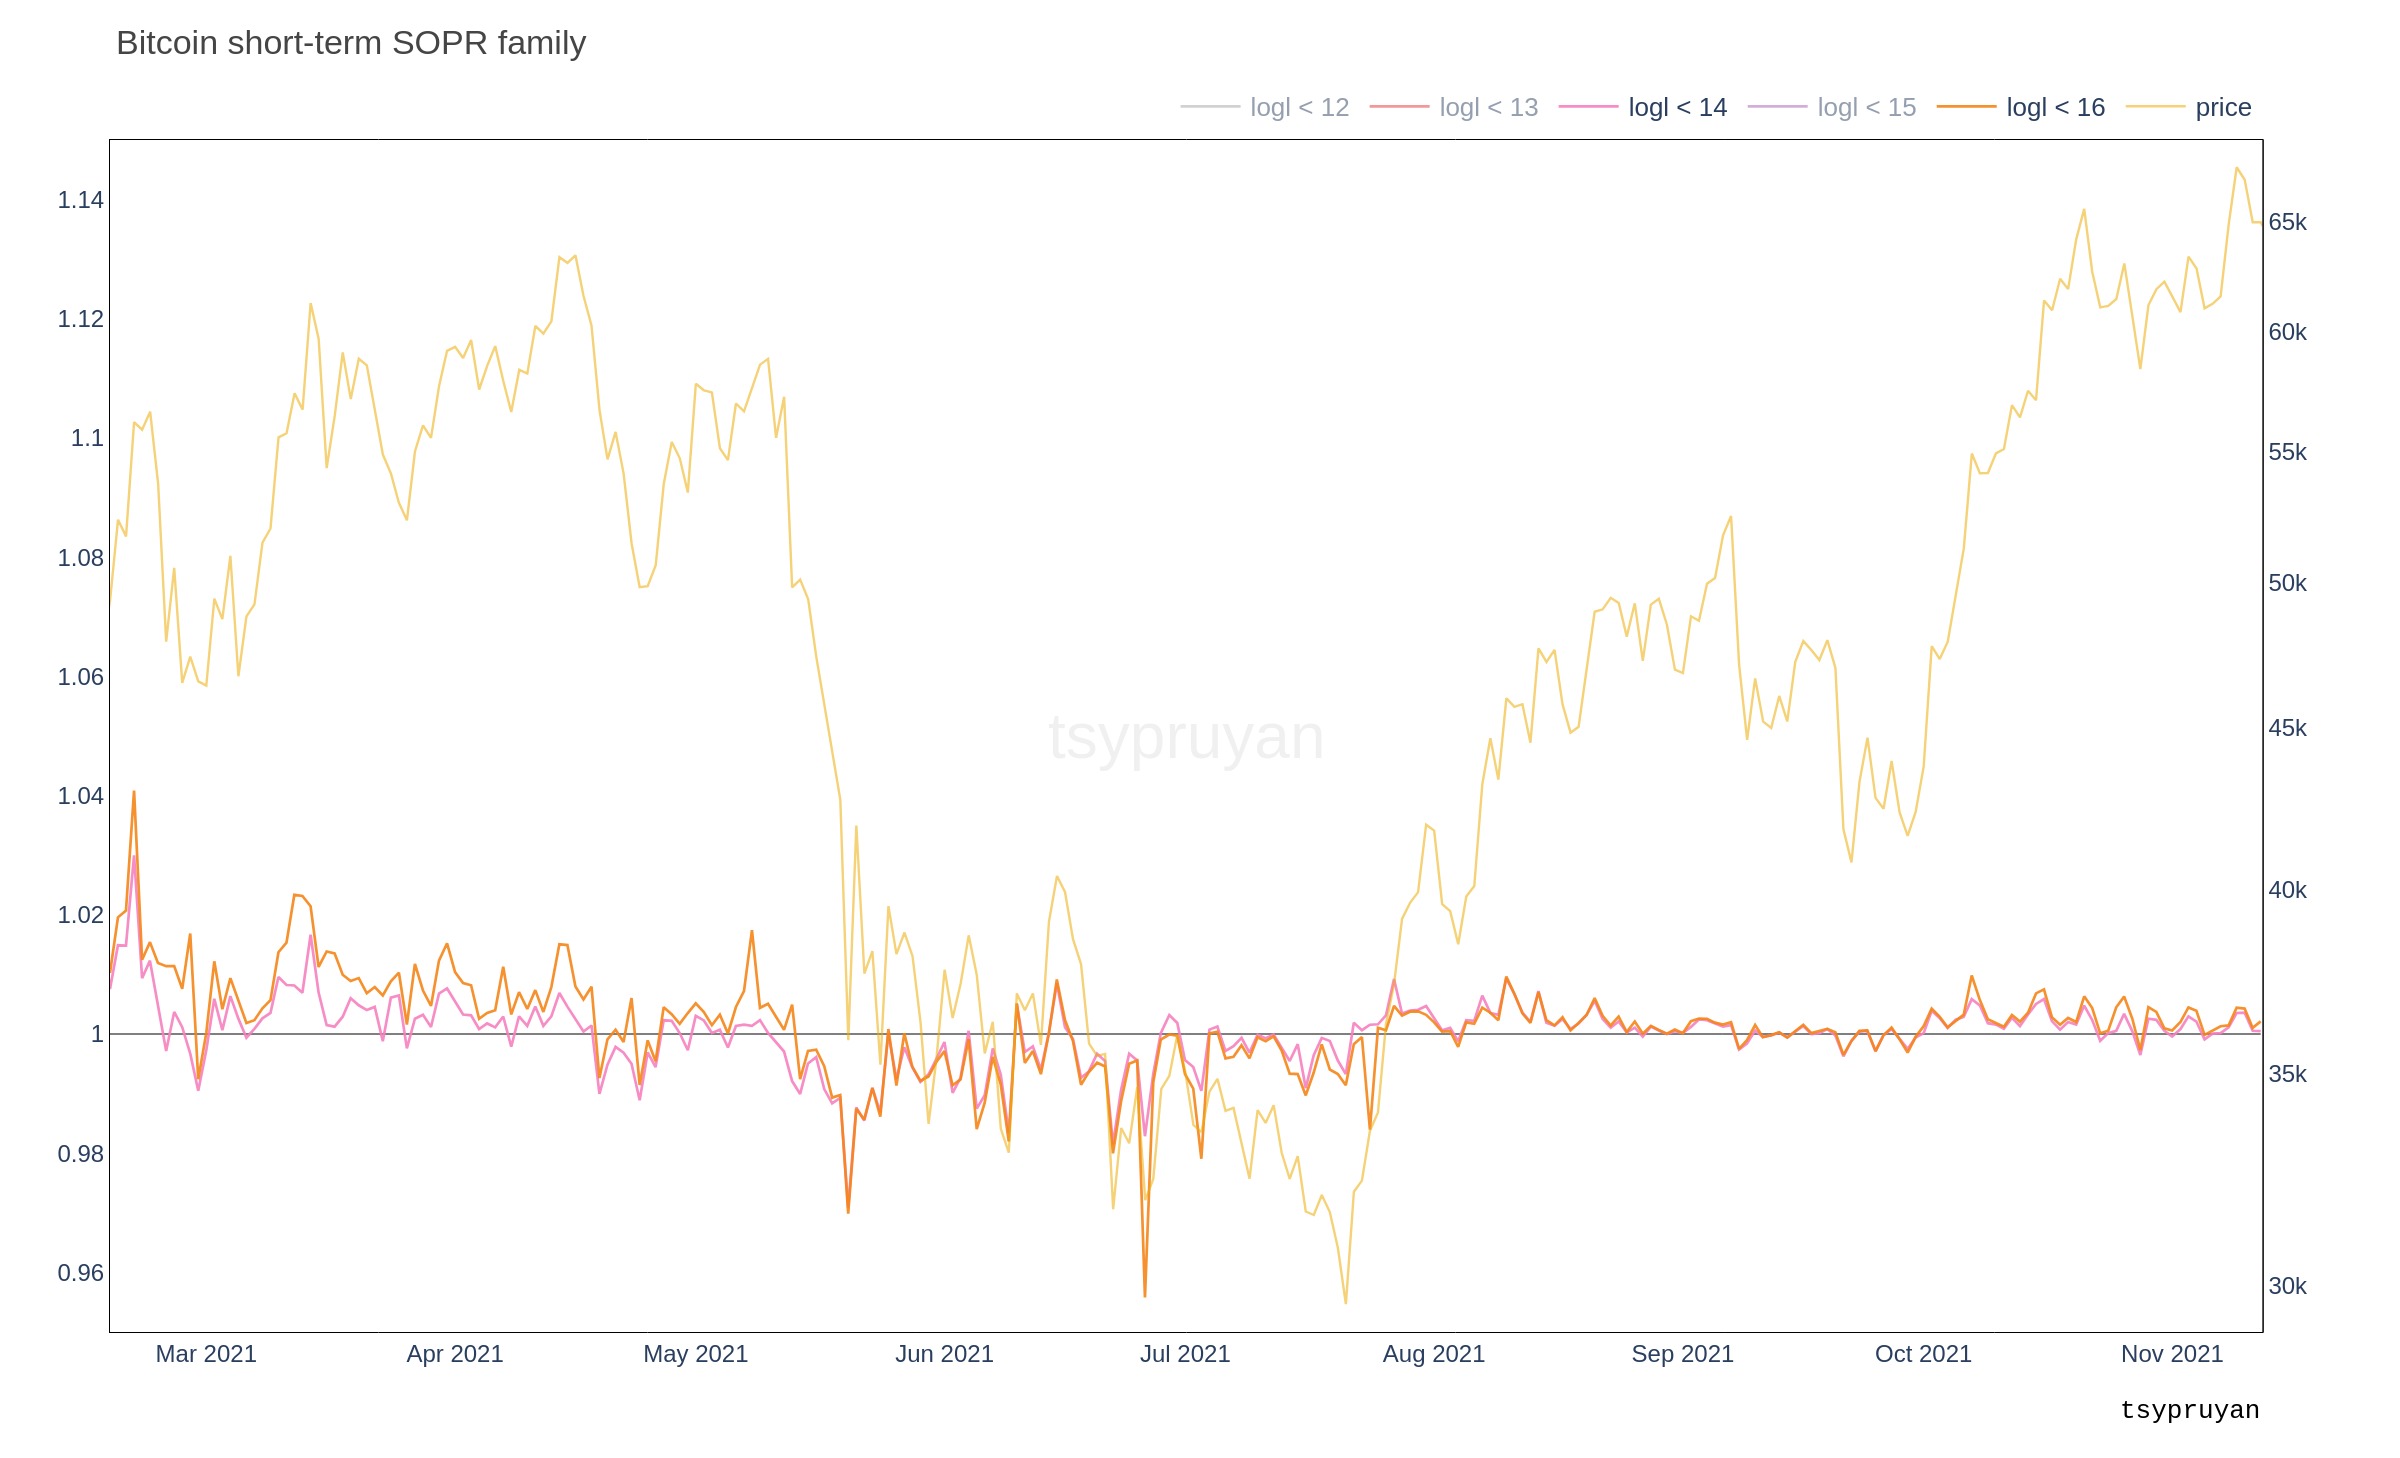 Bitcoin short-term SOPR family
logl < 12 logl < 13 logl < 14 logl < 15 logl < 16 price
1.14
65k
1.12
60k
1.1
55k
1.08
50k
1.06
45k
tsypruyan
1.04
40k
1.02
1
35k
0.98
0.96
30k
Mar 2021 Apr 2021 May 2021 Jun 2021 Jul 2021 Aug 2021 Sep 2021 Oct 2021 Nov 2021
tsypruyan